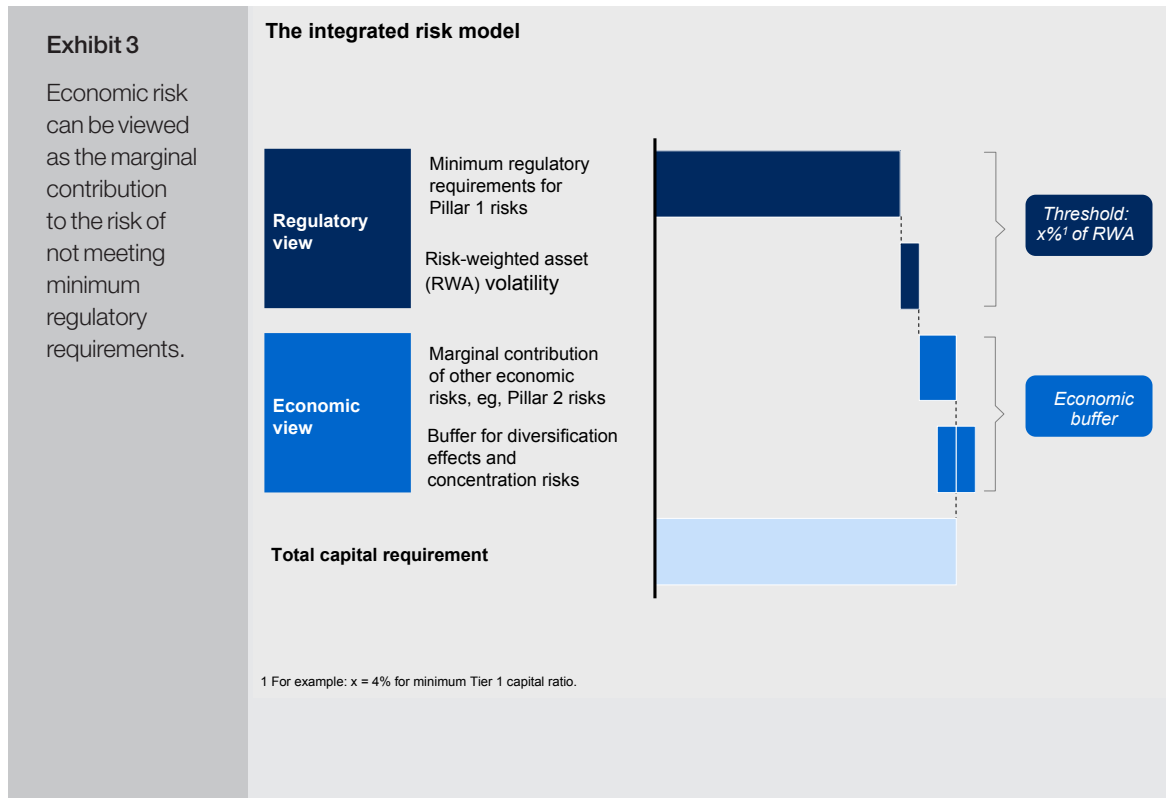 Exhibit 3
Economic risk
can be viewed
as the marginal
contribution
to the risk of
not meeting
minimum
regulatory
requirements.
The integrated risk model
Regulatory
view
Minimum regulatory
requirements for
Pillar 1 risks
Risk-weighted asset
(RWA) volatility
Threshold:
x%¹ of RWA
Economic
view
Marginal contribution
of other economic
risks, eg, Pillar 2 risks
Buffer for diversification
effects and
concentration risks
Economic
buffer
Total capital requirement
1 For example: x = 4% for minimum Tier 1 capital ratio.